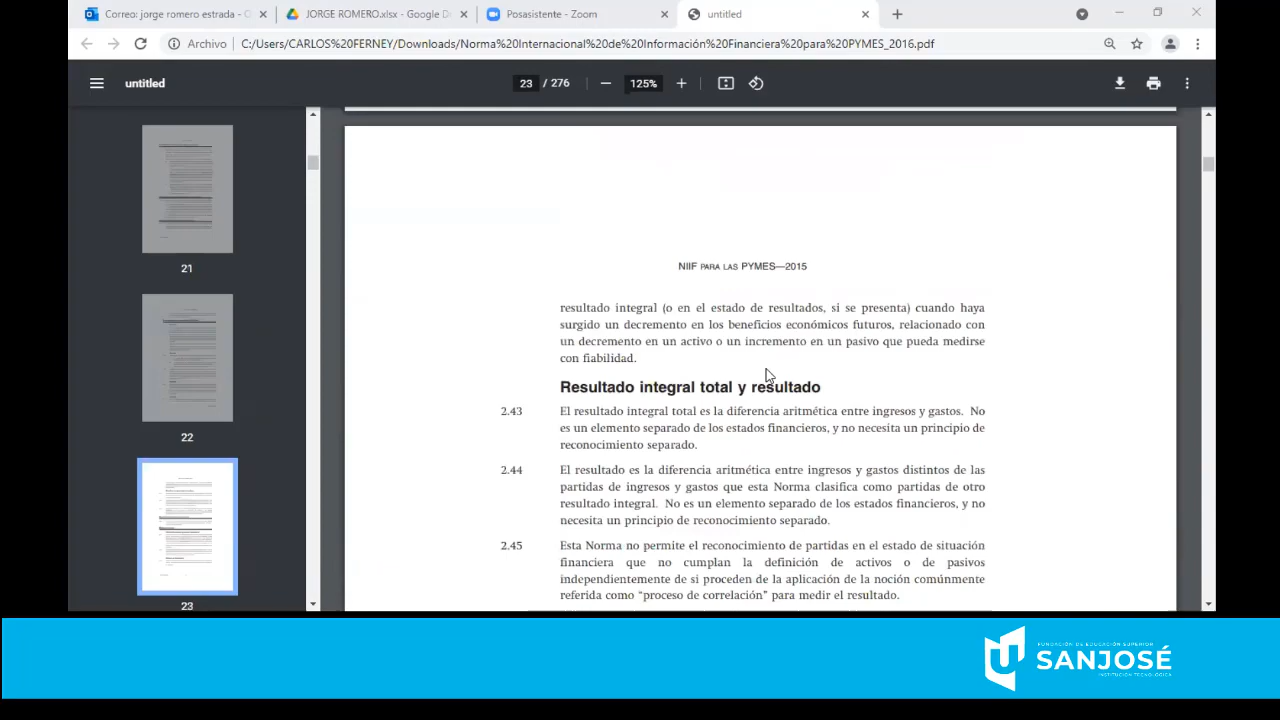 Correo: jorge romero estrada - O
JORGE ROMERO.xlsx - Google D
Posasistente - Zoom
untitled
Archivo
C:/Users/CARLOS%20FERNEY/Downloads/Norma%20Internacional%20de%20Información%20Financiera%20para%20PYMES_2016.pdf
untitled
23 / 276
125%
21
22
23
NIIF PARA LAS PYMES—2015
resultado integral (o en el estado de resultados, si se presenta) cuando haya
surgido un decremento en los beneficios económicos futuros, relacionado con
un decremento en un activo o un incremento en un pasivo que pueda medirse
con fiabilidad.
Resultado integral total y resultado
2.43 El resultado integral total es la diferencia aritmética entre ingresos y gastos. No
es un elemento separado de los estados financieros, y no necesita un principio de
reconocimiento separado.
2.44 El resultado es la diferencia aritmética entre ingresos y gastos distintos de las
partidas de ingresos y gastos que esta Norma clasifica como partidas de otro
resultado integral. No es un elemento separado de los estados financieros, y no
necesita un principio de reconocimiento separado.
2.45 Esta Norma no permite el reconocimiento de partidas en el estado de situación
financiera que no cumplan la definición de activos o de pasivos
independientemente de si proceden de la aplicación de la noción comúnmente
referida como “proceso de correlación” para medir el resultado.
FUNDACIÓN DE EDUCACIÓN SUPERIOR
SANJOSÉ
INSTITUCIÓN TECNOLÓGICA